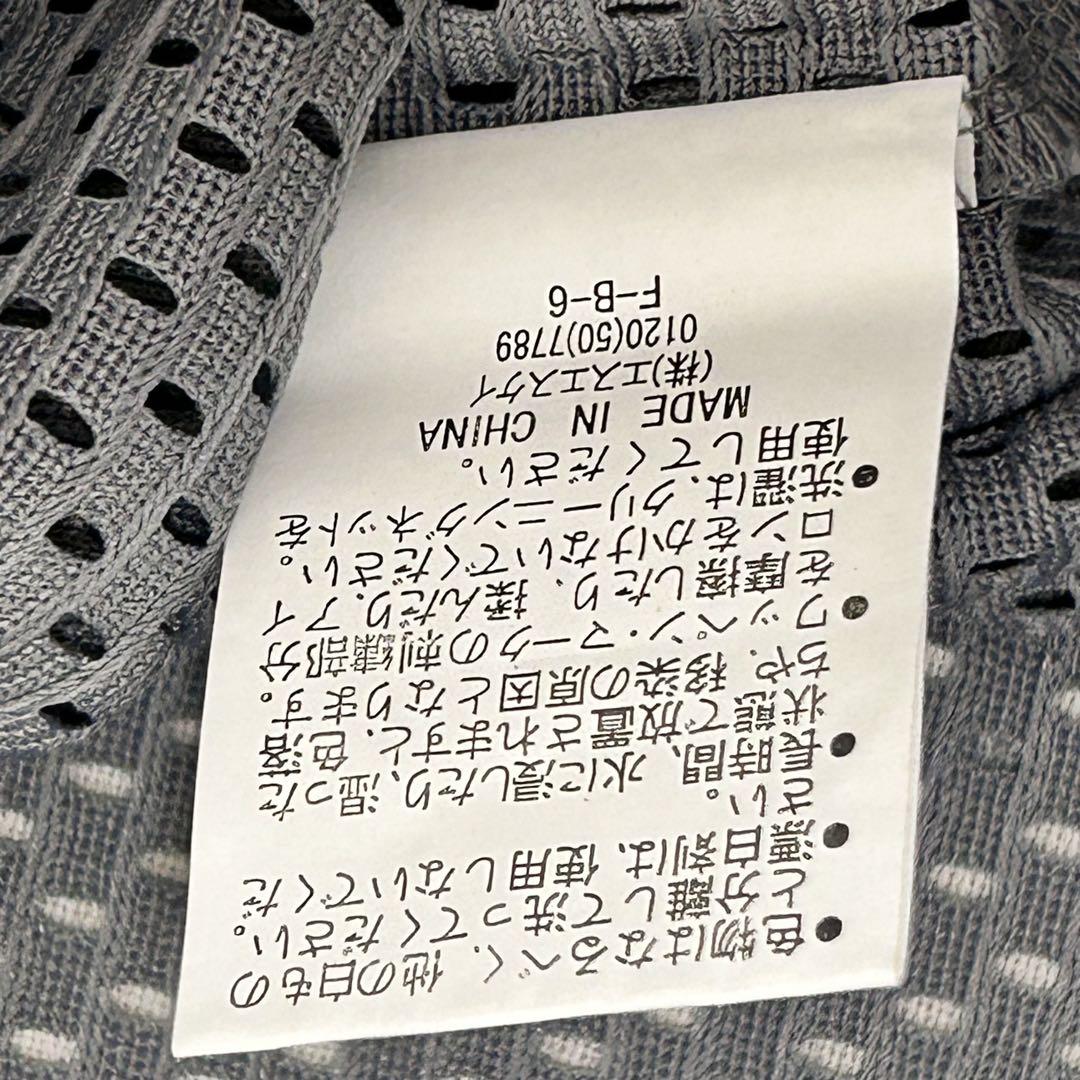 ●色物はなるべく、他の白もの
と分離して洗ってください。
●漂白剤は、使用しないでくだ
さい。
●長時間、水に浸したり、湿った
状態で放置されますと、色落
ちや、移染の原因となります。
●ワッペン・マークの刺繍部分
を摩擦したり、揉んだり、アイ
ロンをかけないでください。
●洗濯は、クリーニングネットを
使用してください。
MADE IN CHINA
(株)エスエスケイ
0120(50)7789
F-B-6